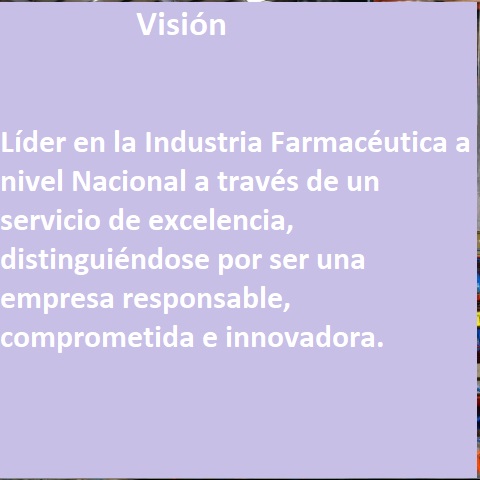 Visión
Líder en la Industria Farmacéutica a
nivel Nacional a través de un
servicio de excelencia,
distinguiéndose por ser una
empresa responsable,
comprometida e innovadora.